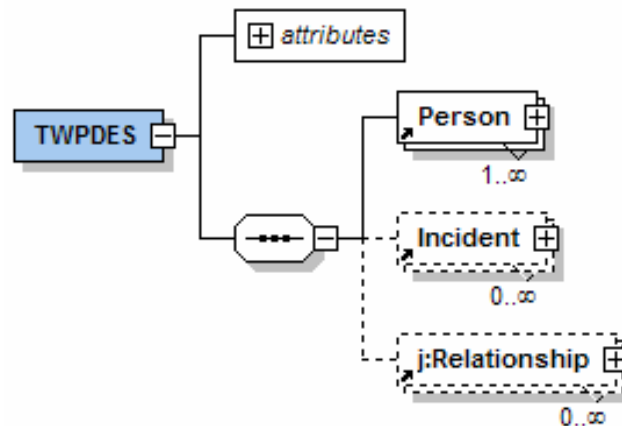 attributes
TWPDES
Person
1..∞
Incident
0..∞
j:Relationship
0..∞